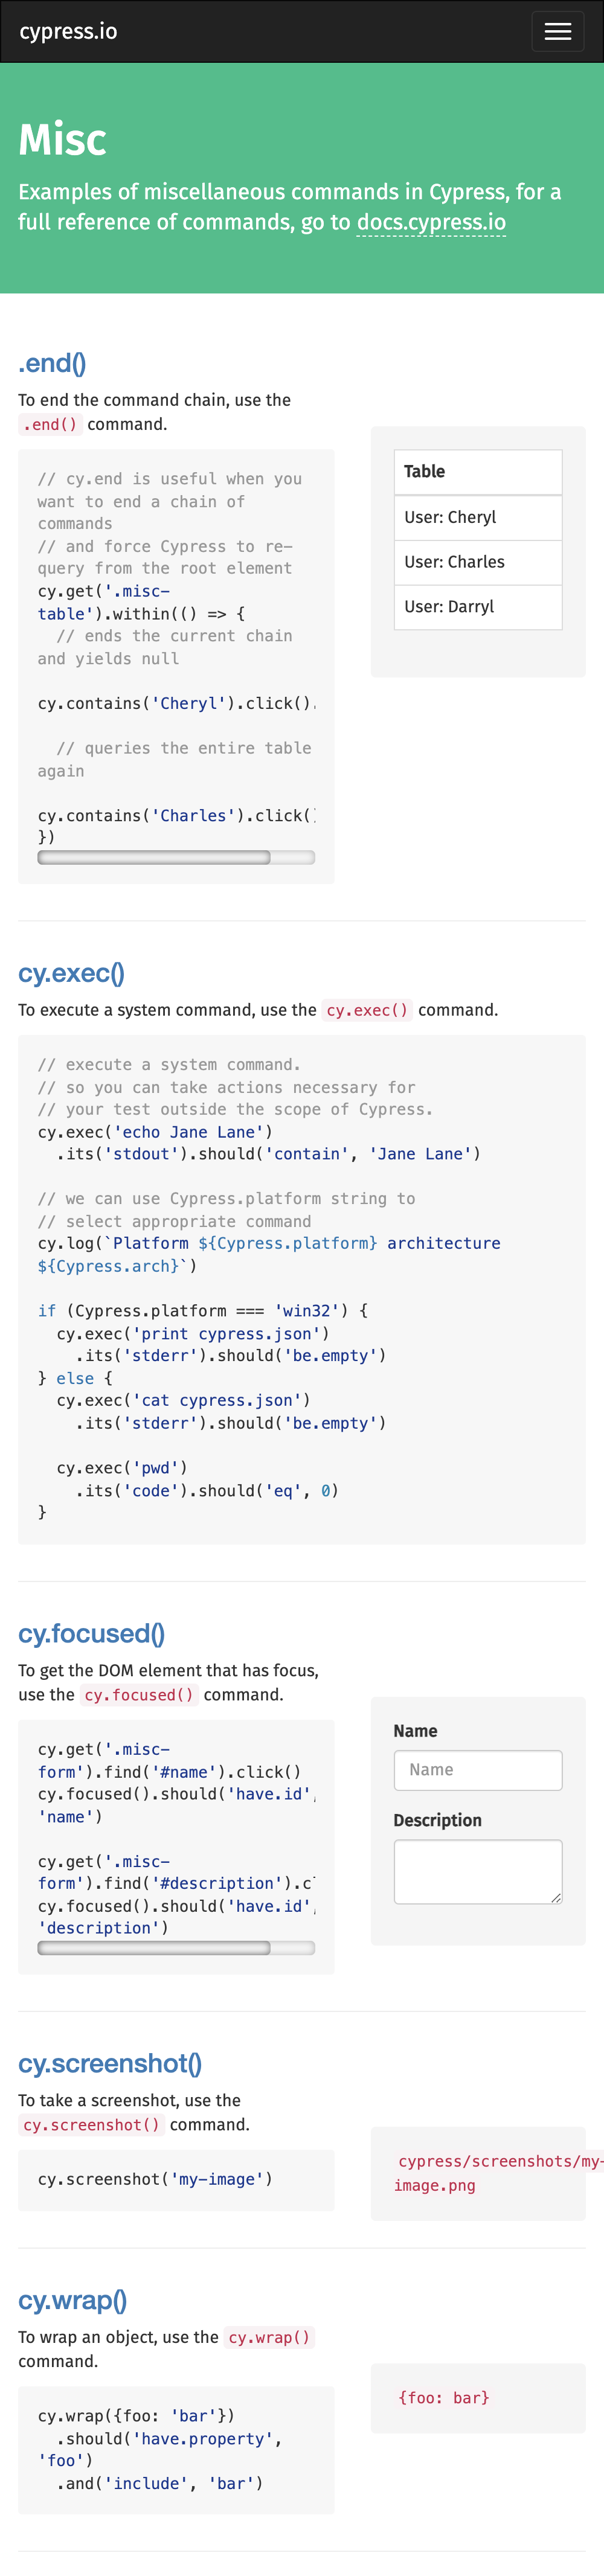 cypress.io
Misc
Examples of miscellaneous commands in Cypress, for a
full reference of commands, go to docs.cypress.io
.end()
To end the command chain, use the
.end() command.
// cy.end is useful when you
want to end a chain of
commands
// and force Cypress to re-
query from the root element
cy.get('.misc-
table').within(() => {
  // ends the current chain
and yields null
cy.contains('Cheryl').click().
  // queries the entire table
again
cy.contains('Charles').click()
})
Table
User: Cheryl
User: Charles
User: Darryl
cy.exec()
To execute a system command, use the cy.exec() command.
// execute a system command.
// so you can take actions necessary for
// your test outside the scope of Cypress.
cy.exec('echo Jane Lane')
  .its('stdout').should('contain', 'Jane Lane')
// we can use Cypress.platform string to
// select appropriate command
cy.log(`Platform ${Cypress.platform} architecture
${Cypress.arch}`)
if (Cypress.platform === 'win32') {
  cy.exec('print cypress.json')
    .its('stderr').should('be.empty')
} else {
  cy.exec('cat cypress.json')
    .its('stderr').should('be.empty')
  cy.exec('pwd')
    .its('code').should('eq', 0)
}
cy.focused()
To get the DOM element that has focus,
use the cy.focused() command.
cy.get('.misc-
form').find('#name').click()
cy.focused().should('have.id',
'name')
cy.get('.misc-
form').find('#description').cl
cy.focused().should('have.id',
'description')
Name
Name
Description
cy.screenshot()
To take a screenshot, use the
cy.screenshot() command.
cy.screenshot('my-image')
cypress/screenshots/my-
image.png
cy.wrap()
To wrap an object, use the cy.wrap()
command.
cy.wrap({foo: 'bar'})
  .should('have.property',
'foo')
  .and('include', 'bar')
{foo: bar}